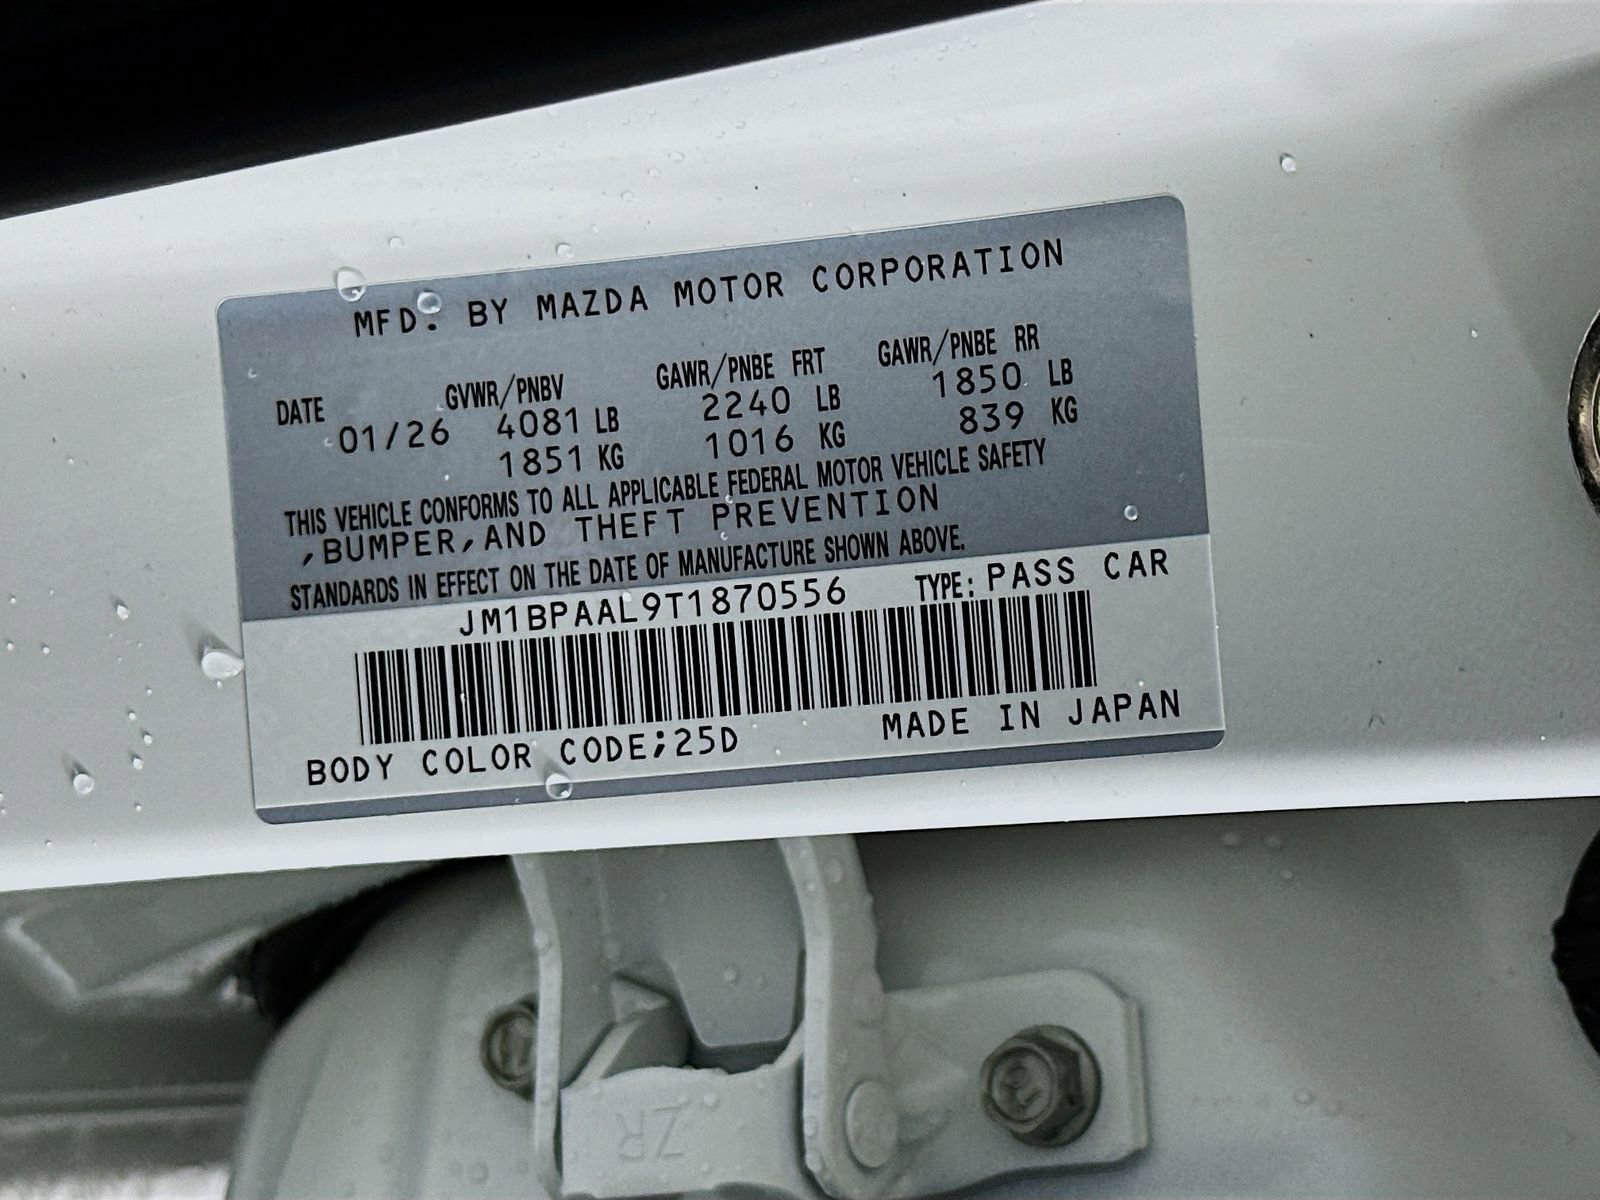 MFD. BY MAZDA MOTOR CORPORATION
DATE GVWR/PNBV GAWR/PNBE FRT GAWR/PNBE RR
01/26 4081 LB 2240 LB 1850 LB
1851 KG 1016 KG 839 KG
THIS VEHICLE CONFORMS TO ALL APPLICABLE FEDERAL MOTOR VEHICLE SAFETY
,BUMPER,AND THEFT PREVENTION
STANDARDS IN EFFECT ON THE DATE OF MANUFACTURE SHOWN ABOVE.
JM1BPAAL9T1870556 TYPE: PASS CAR
BODY COLOR CODE;25D MADE IN JAPAN
ZR